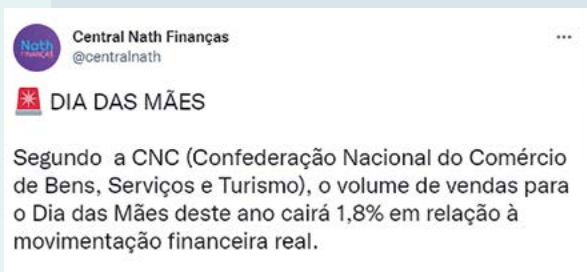 Nath
FINANÇAS
Central Nath Finanças
@centralnath
DIA DAS MÃES
Segundo a CNC (Confederação Nacional do Comércio
de Bens, Serviços e Turismo), o volume de vendas para
o Dia das Mães deste ano cairá 1,8% em relação à
movimentação financeira real.